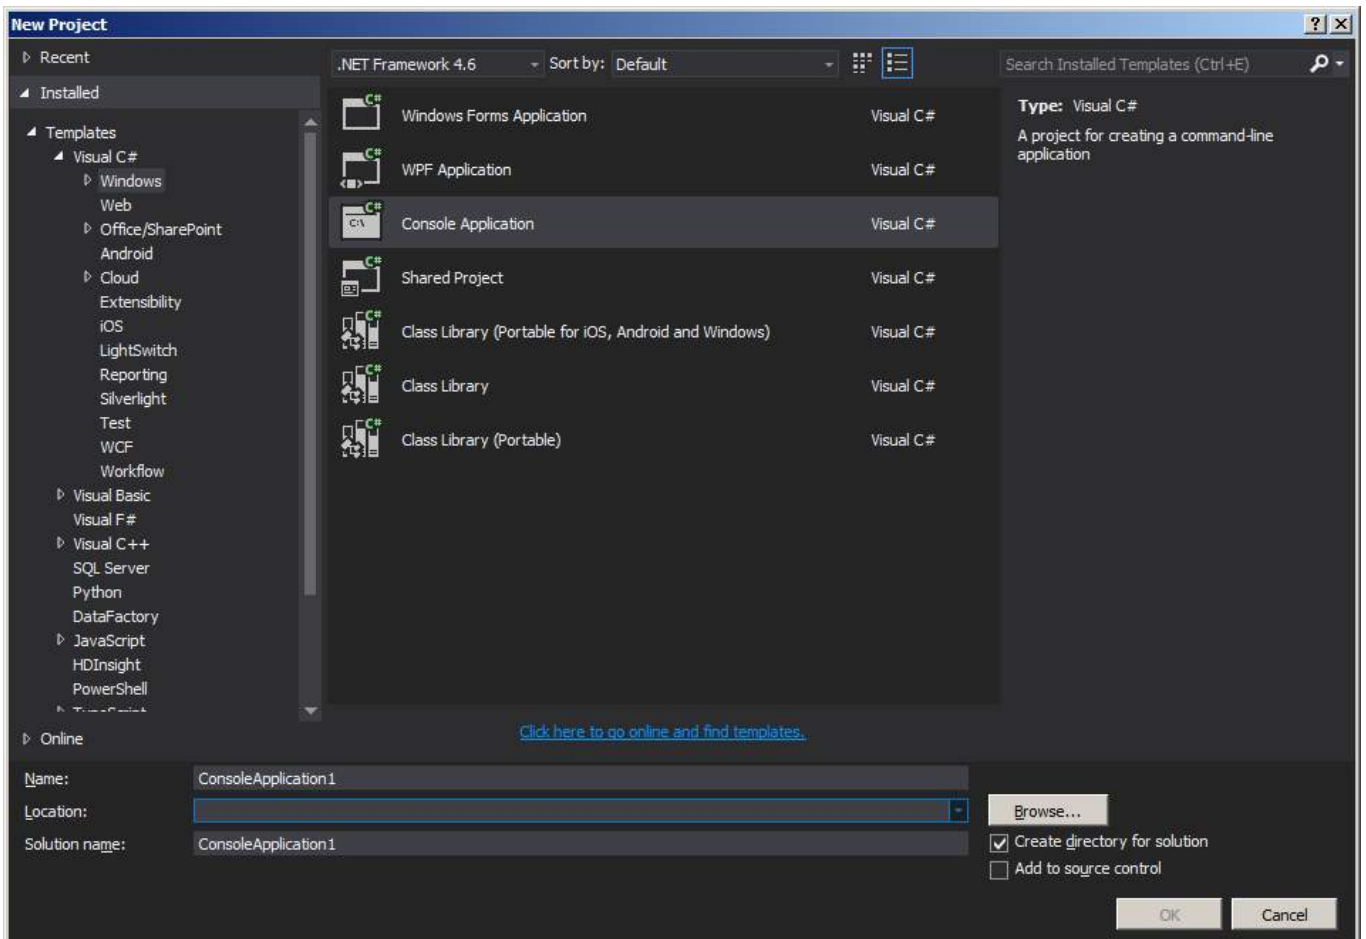 New Project
Recent
Installed
Templates
Visual C#
Windows
Web
Office/SharePoint
Android
Cloud
Extensibility
iOS
LightSwitch
Reporting
Silverlight
Test
WCF
Workflow
Visual Basic
Visual F#
Visual C++
SQL Server
Python
DataFactory
JavaScript
HDInsight
PowerShell
Online
.NET Framework 4.6 Sort by: Default
Windows Forms Application Visual C#
WPF Application Visual C#
Console Application Visual C#
Shared Project Visual C#
Class Library (Portable for iOS, Android and Windows) Visual C#
Class Library Visual C#
Class Library (Portable) Visual C#
Click here to go online and find templates.
Search Installed Templates (Ctrl+E)
Type: Visual C#
A project for creating a command-line
application
Name: ConsoleApplication1
Location:
Browse...
Solution name: ConsoleApplication1
Create directory for solution
Add to source control
OK Cancel